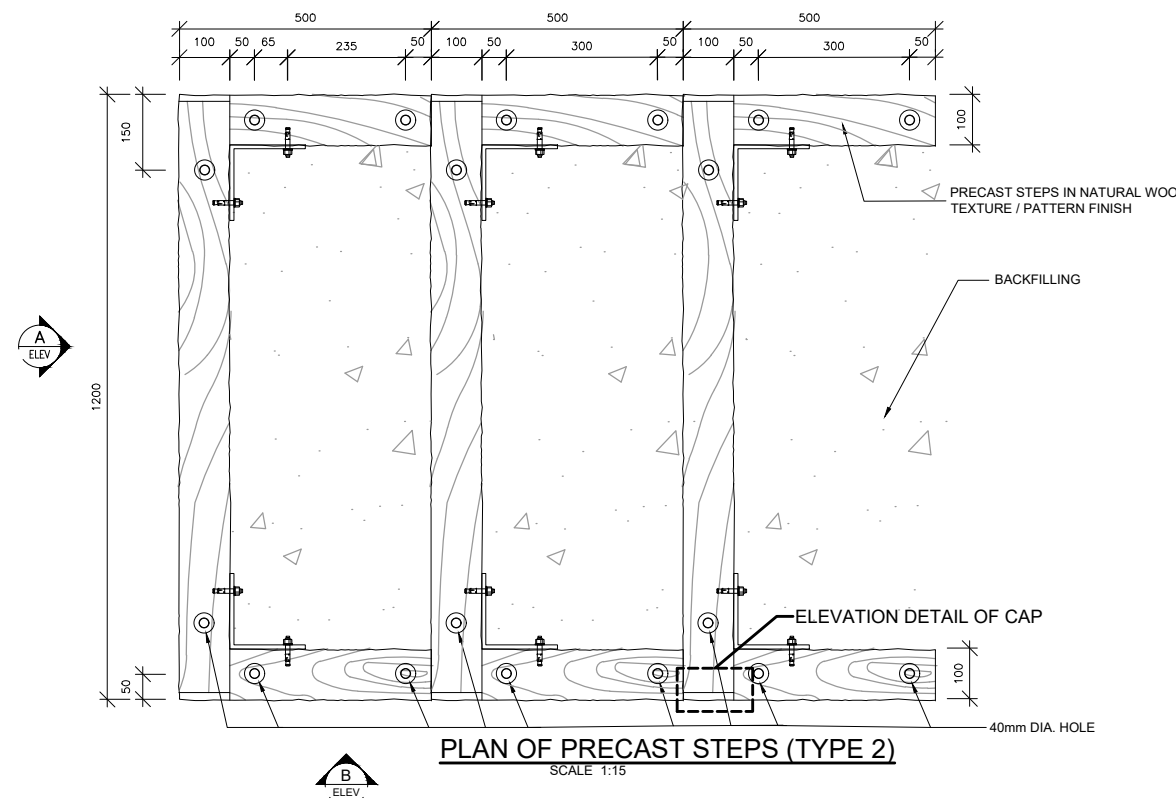 500 500 500
100 50 65 235 50 100 50 300 50 100 50 300 50
150
100
PRECAST STEPS IN NATURAL WOO
TEXTURE / PATTERN FINISH
BACKFILLING
A
ELEV
1200
ELEVATION DETAIL OF CAP
50
100
40mm DIA. HOLE
PLAN OF PRECAST STEPS (TYPE 2)
SCALE 1:15
B
ELEV